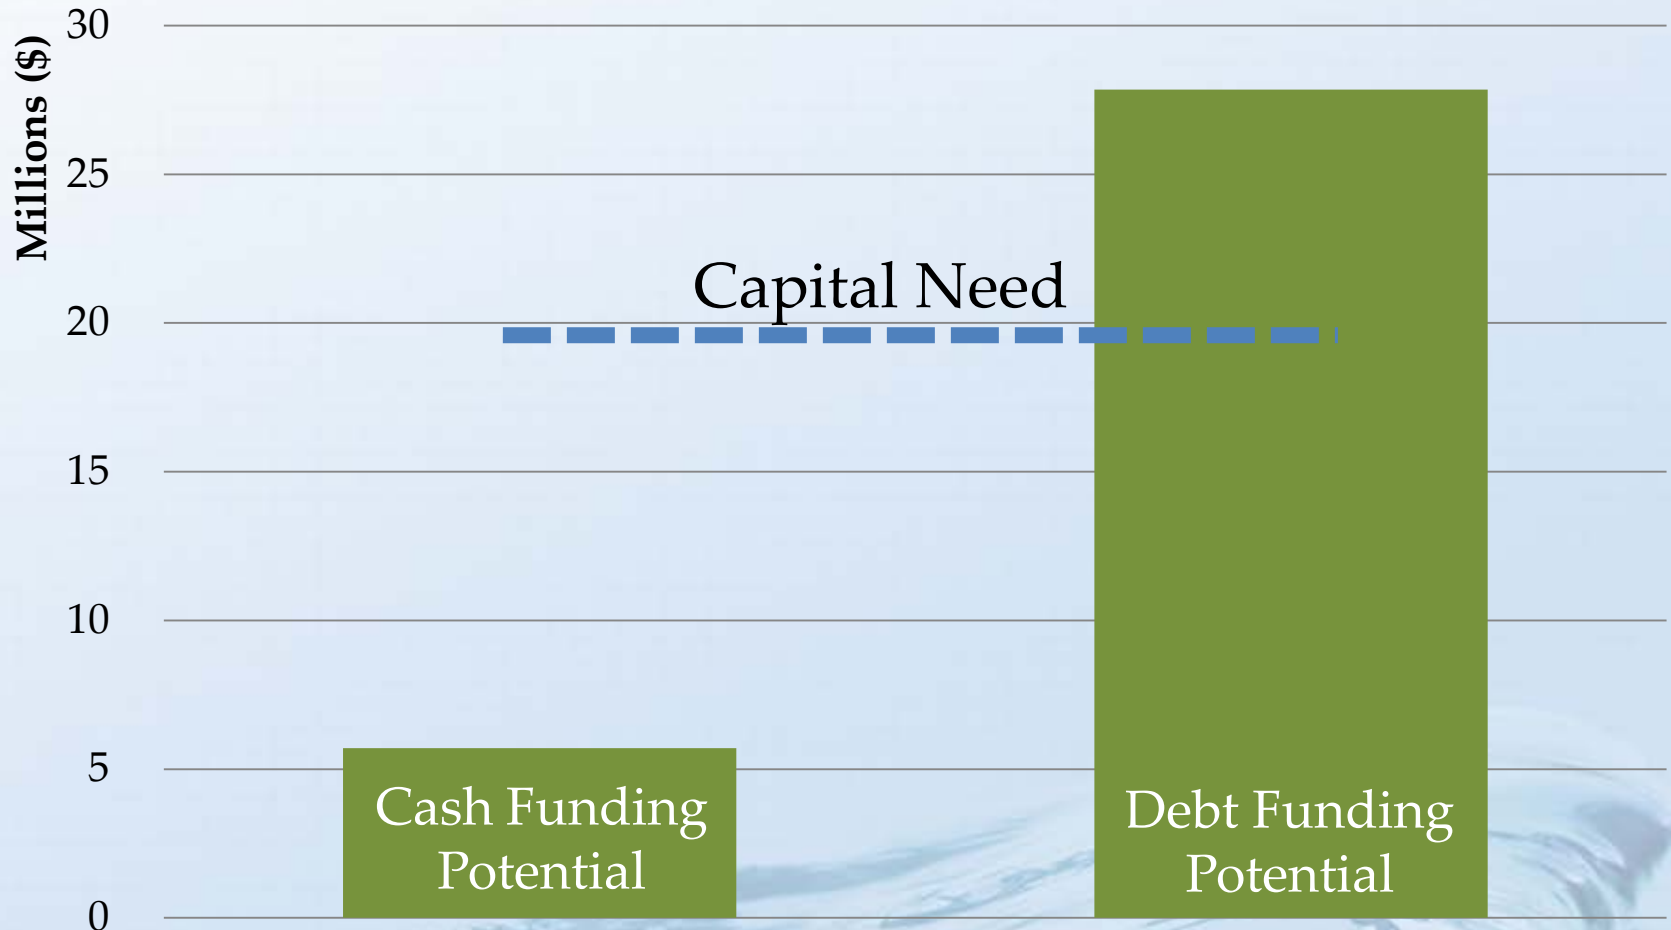 Millions ($)
30
25
20
15
10
5
0
Capital Need
Cash Funding
Potential
Debt Funding
Potential